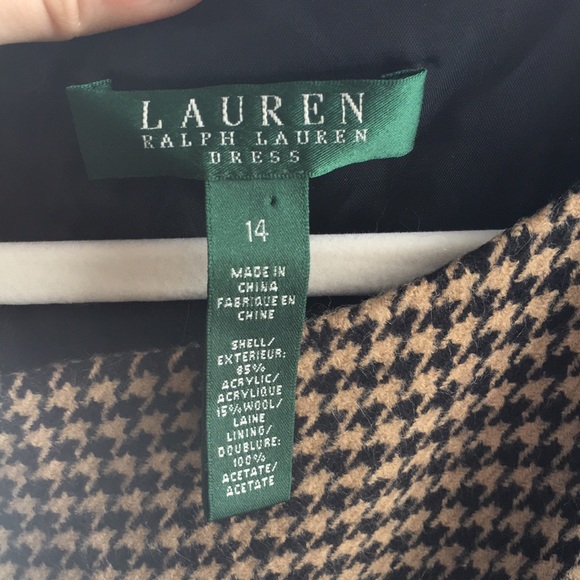 LAUREN
RALPH LAUREN
DRESS
14
MADE IN
CHINA
FABRIQUE EN
CHINE
SHELL/
EXTERIEUR:
85%
ACRYLIC/
ACRYLIQUE
15% WOOL/
LAINE
LINING/
DOUBLURE:
100%
ACETATE/
ACETATE